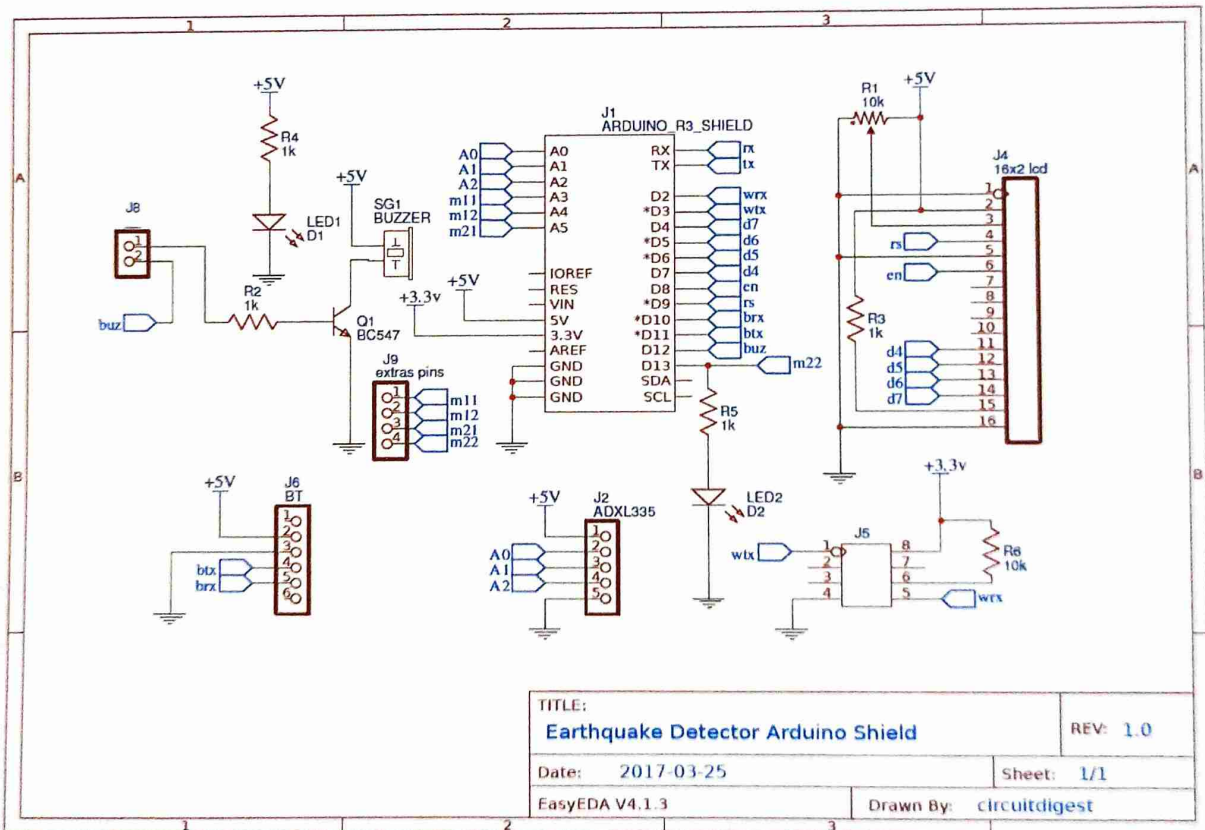 1 2 3
A A
B B
+5V
R4
1k
LED1
D1
J8
1
2
buz
R2
1k
+5V
SG1
BUZZER
Q1
BC547
J9
extras pins
1 m11
2 m12
3 m21
4 m22
J1
ARDUINO_R3_SHIELD
A0 A0 RX rx
A1 A1 TX tx
A2 A2
m11 A3 D2 wrx
m12 A4 *D3 wtx
m21 A5 D4 d7
*D5 d6
*D6 d5
IOREF D7 d4
RES D8 en
VIN *D9 rs
+5V 5V *D10 brx
+3.3v 3.3V *D11 btx
AREF D12 buz
GND D13 m22
GND SDA
GND SCL
R5
1k
LED2
D2
+5V
R1
10k
J4
16x2 lcd
1
2
3
rs 4
5
en 6
7
8
9
10
d4 11
d5 12
d6 13
d7 14
15
16
R3
1k
+5V
J6
BT
1
2
3
btx 4
brx 5
6
+5V
J2
ADXL335
1
A0 2
A1 3
A2 4
5
+3.3v
J5
wtx 1 8
2 7
3 6
4 5 wrx
R6
10k
TITLE:
Earthquake Detector Arduino Shield
REV: 1.0
Date: 2017-03-25
Sheet: 1/1
EasyEDA V4.1.3
Drawn By: circuitdigest
1 2 3